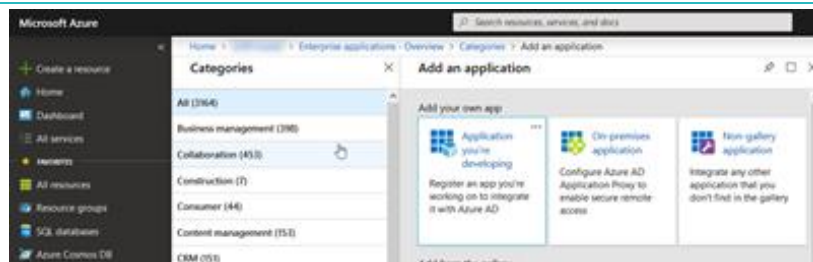 Microsoft Azure
Search resources, services, and docs
Home > Enterprise applications - Overview > Categories > Add an application
Create a resource
Home
Dashboard
All services
FAVORITES
All resources
Resource groups
SQL databases
Azure Cosmos DB
Categories
All (3164)
Business management (398)
Collaboration (453)
Construction (7)
Consumer (44)
Content management (153)
CRM (153)
Add an application
Add your own app
Application
you're
developing
Register an app you're
working on to integrate
it with Azure AD
On-premises
application
Configure Azure AD
Application Proxy to
enable secure remote
access
Non-gallery
application
Integrate any other
application that you
don't find in the gallery